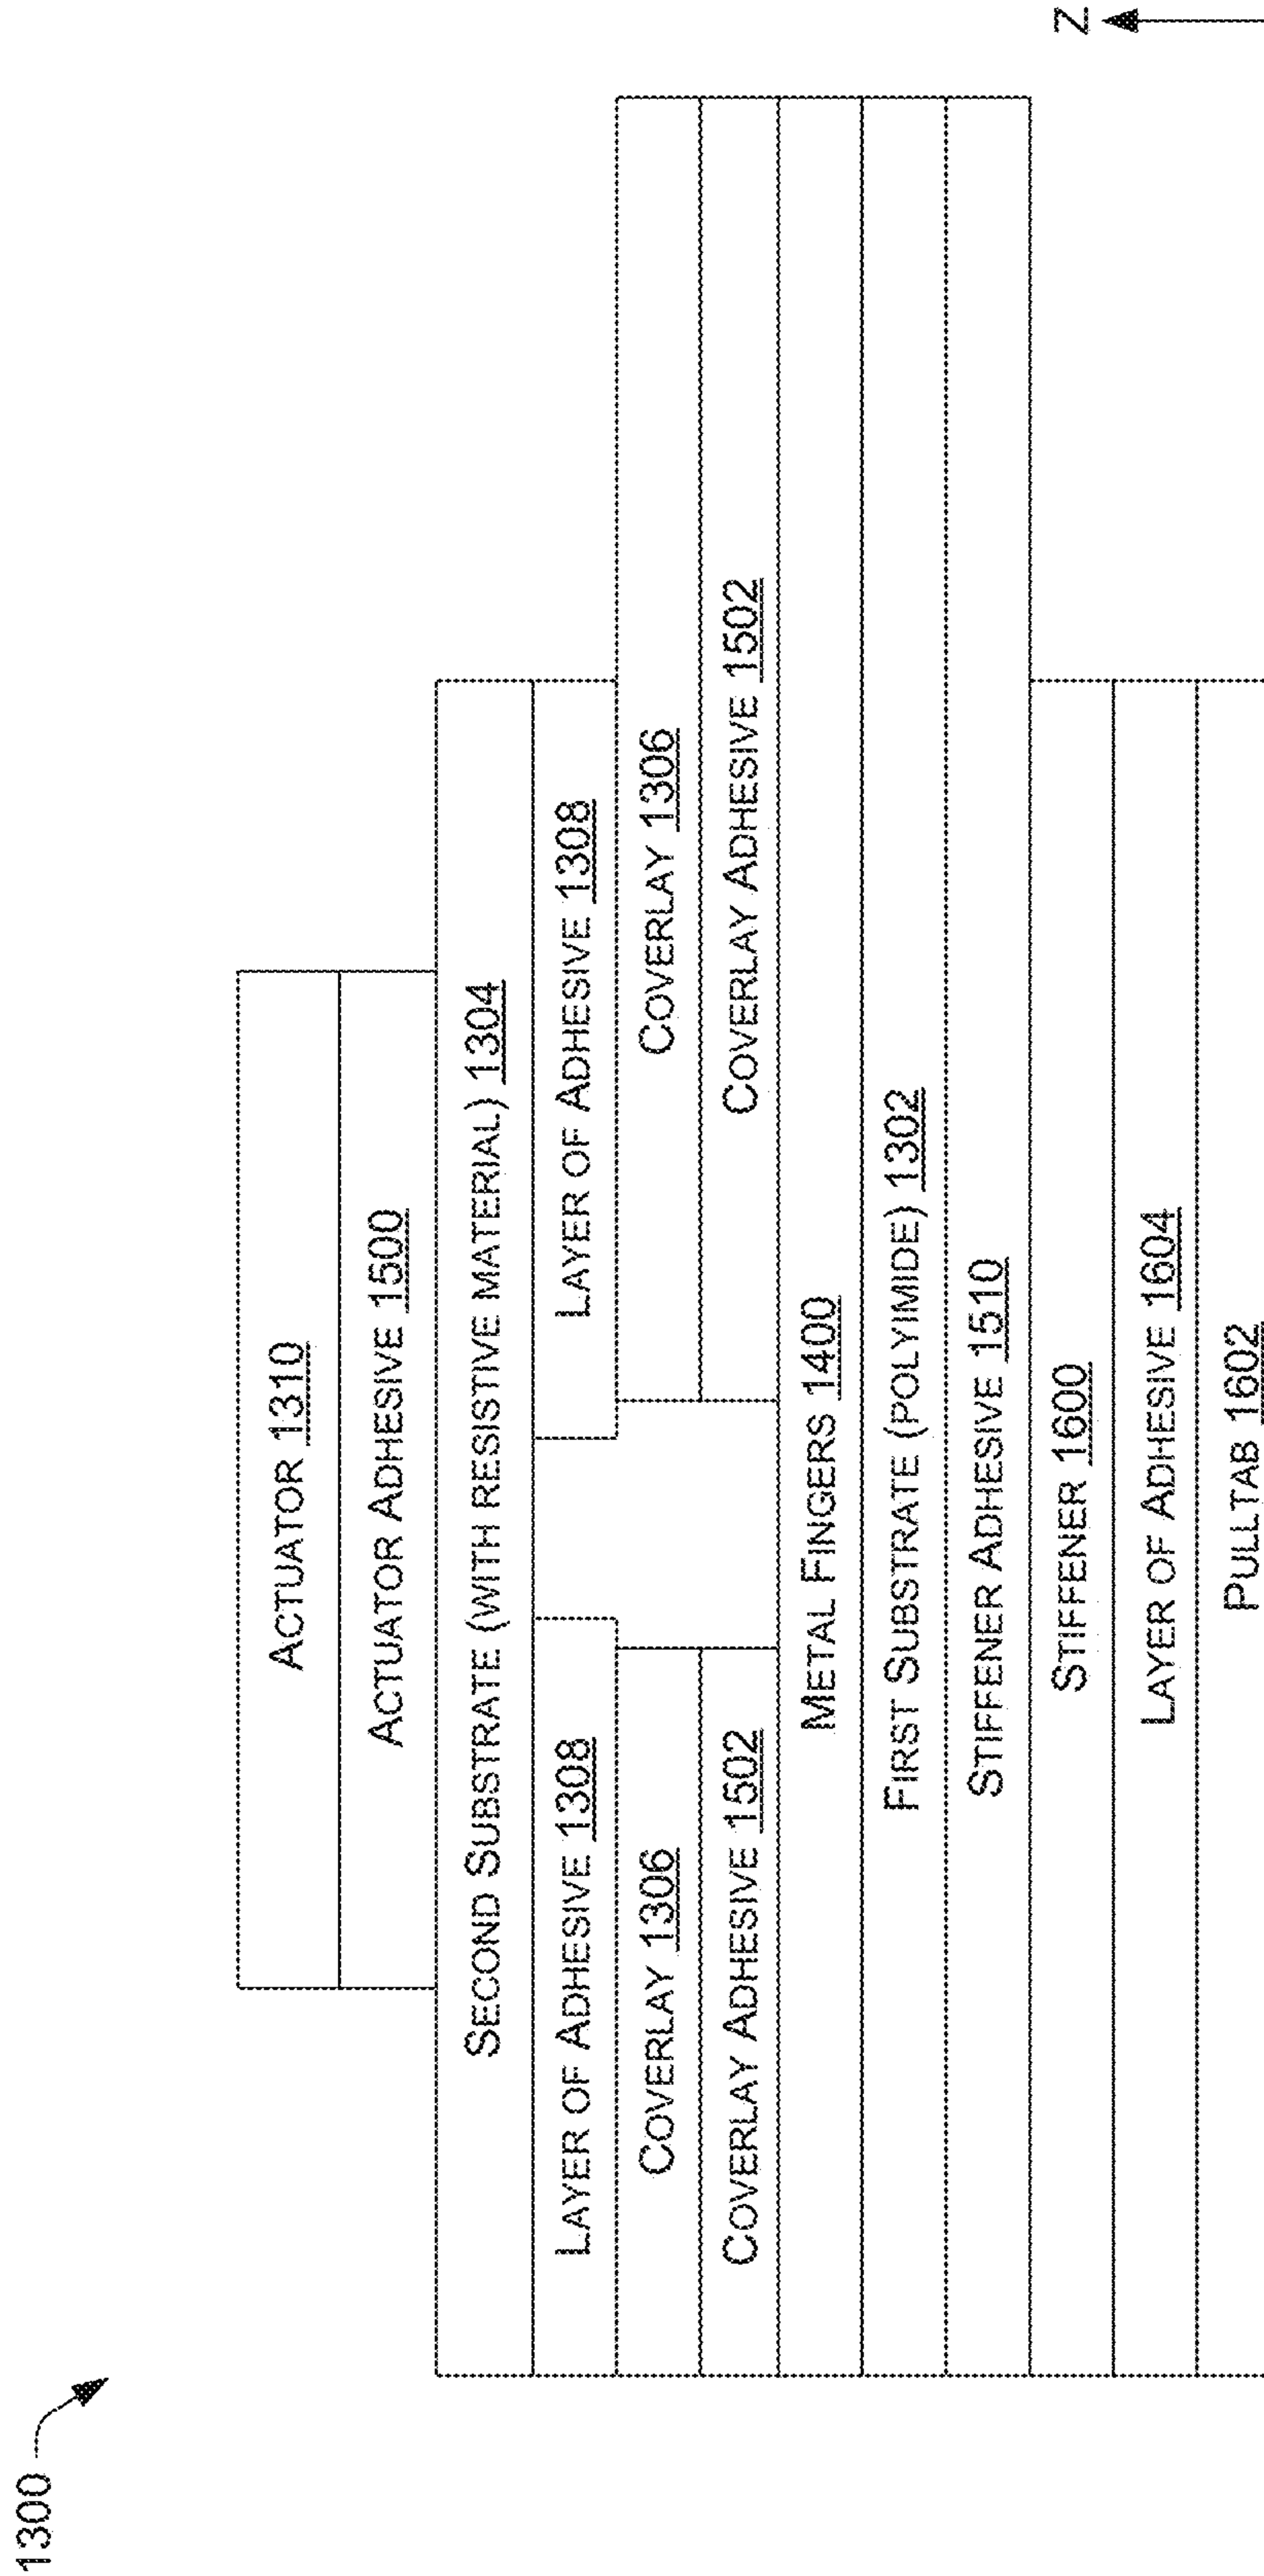 1300
ACTUATOR 1310
ACTUATOR ADHESIVE 1500
SECOND SUBSTRATE (WITH RESISTIVE MATERIAL) 1304
LAYER OF ADHESIVE 1308
LAYER OF ADHESIVE 1308
COVERLAY 1306
COVERLAY 1306
COVERLAY ADHESIVE 1502
COVERLAY ADHESIVE 1502
METAL FINGERS 1400
FIRST SUBSTRATE (POLYIMIDE) 1302
STIFFENER ADHESIVE 1510
STIFFENER 1600
LAYER OF ADHESIVE 1604
PULLTAB 1602
Z